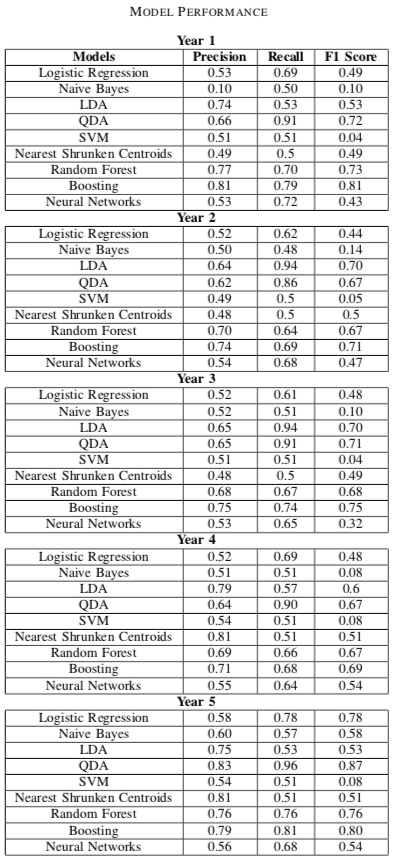 MODEL PERFORMANCE
Year 1
Models Precision Recall F1 Score
Logistic Regression 0.53 0.69 0.49
Naive Bayes 0.10 0.50 0.10
LDA 0.74 0.53 0.53
QDA 0.66 0.91 0.72
SVM 0.51 0.51 0.04
Nearest Shrunken Centroids 0.49 0.5 0.49
Random Forest 0.77 0.70 0.73
Boosting 0.81 0.79 0.81
Neural Networks 0.53 0.72 0.43
Year 2
Logistic Regression 0.52 0.62 0.44
Naive Bayes 0.50 0.48 0.14
LDA 0.64 0.94 0.70
QDA 0.62 0.86 0.67
SVM 0.49 0.5 0.05
Nearest Shrunken Centroids 0.48 0.5 0.5
Random Forest 0.70 0.64 0.67
Boosting 0.74 0.69 0.71
Neural Networks 0.54 0.68 0.47
Year 3
Logistic Regression 0.52 0.61 0.48
Naive Bayes 0.52 0.51 0.10
LDA 0.65 0.94 0.70
QDA 0.65 0.91 0.71
SVM 0.51 0.51 0.04
Nearest Shrunken Centroids 0.48 0.5 0.49
Random Forest 0.68 0.67 0.68
Boosting 0.75 0.74 0.75
Neural Networks 0.53 0.65 0.32
Year 4
Logistic Regression 0.52 0.69 0.48
Naive Bayes 0.51 0.51 0.08
LDA 0.79 0.57 0.6
QDA 0.64 0.90 0.67
SVM 0.54 0.51 0.08
Nearest Shrunken Centroids 0.81 0.51 0.51
Random Forest 0.69 0.66 0.67
Boosting 0.71 0.68 0.69
Neural Networks 0.55 0.64 0.54
Year 5
Logistic Regression 0.58 0.78 0.78
Naive Bayes 0.60 0.57 0.58
LDA 0.75 0.53 0.53
QDA 0.83 0.96 0.87
SVM 0.54 0.51 0.08
Nearest Shrunken Centroids 0.81 0.51 0.51
Random Forest 0.76 0.76 0.76
Boosting 0.79 0.81 0.80
Neural Networks 0.56 0.68 0.54